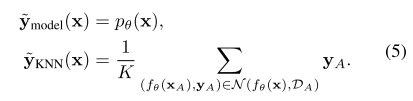 ỹ_model(x) = p_θ(x),
ỹ_KNN(x) = 1/K ∑_{(f_θ(x_A), y_A)∈𝒩(f_θ(x), 𝒟_A)} y_A. (5)